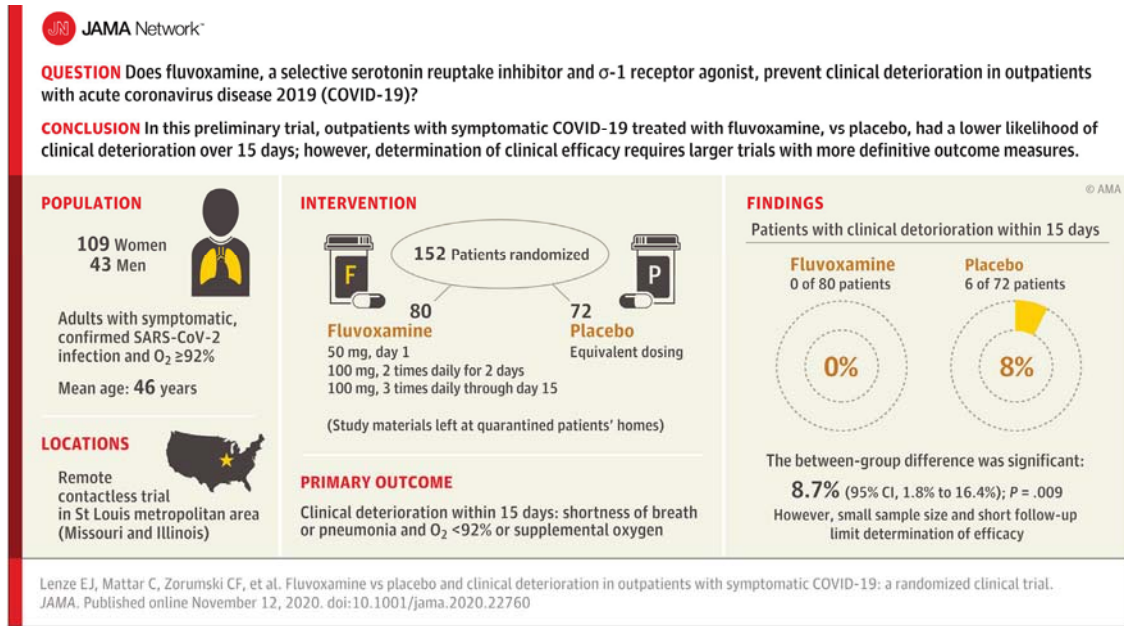 JN JAMA Network™
QUESTION Does fluvoxamine, a selective serotonin reuptake inhibitor and σ-1 receptor agonist, prevent clinical deterioration in outpatients
with acute coronavirus disease 2019 (COVID-19)?
CONCLUSION In this preliminary trial, outpatients with symptomatic COVID-19 treated with fluvoxamine, vs placebo, had a lower likelihood of
clinical deterioration over 15 days; however, determination of clinical efficacy requires larger trials with more definitive outcome measures.
© AMA
POPULATION
109 Women
43 Men
Adults with symptomatic,
confirmed SARS-CoV-2
infection and O₂ ≥92%
Mean age: 46 years
LOCATIONS
Remote
contactless trial
in St Louis metropolitan area
(Missouri and Illinois)
INTERVENTION
F
152 Patients randomized
P
80
Fluvoxamine
50 mg, day 1
100 mg, 2 times daily for 2 days
100 mg, 3 times daily through day 15
72
Placebo
Equivalent dosing
(Study materials left at quarantined patients' homes)
PRIMARY OUTCOME
Clinical deterioration within 15 days: shortness of breath
or pneumonia and O₂ <92% or supplemental oxygen
FINDINGS
Patients with clinical detorioration within 15 days
Fluvoxamine
0 of 80 patients
0%
Placebo
6 of 72 patients
8%
The between-group difference was significant:
8.7% (95% CI, 1.8% to 16.4%); P = .009
However, small sample size and short follow-up
limit determination of efficacy
Lenze EJ, Mattar C, Zorumski CF, et al. Fluvoxamine vs placebo and clinical deterioration in outpatients with symptomatic COVID-19: a randomized clinical trial.
JAMA. Published online November 12, 2020. doi:10.1001/jama.2020.22760